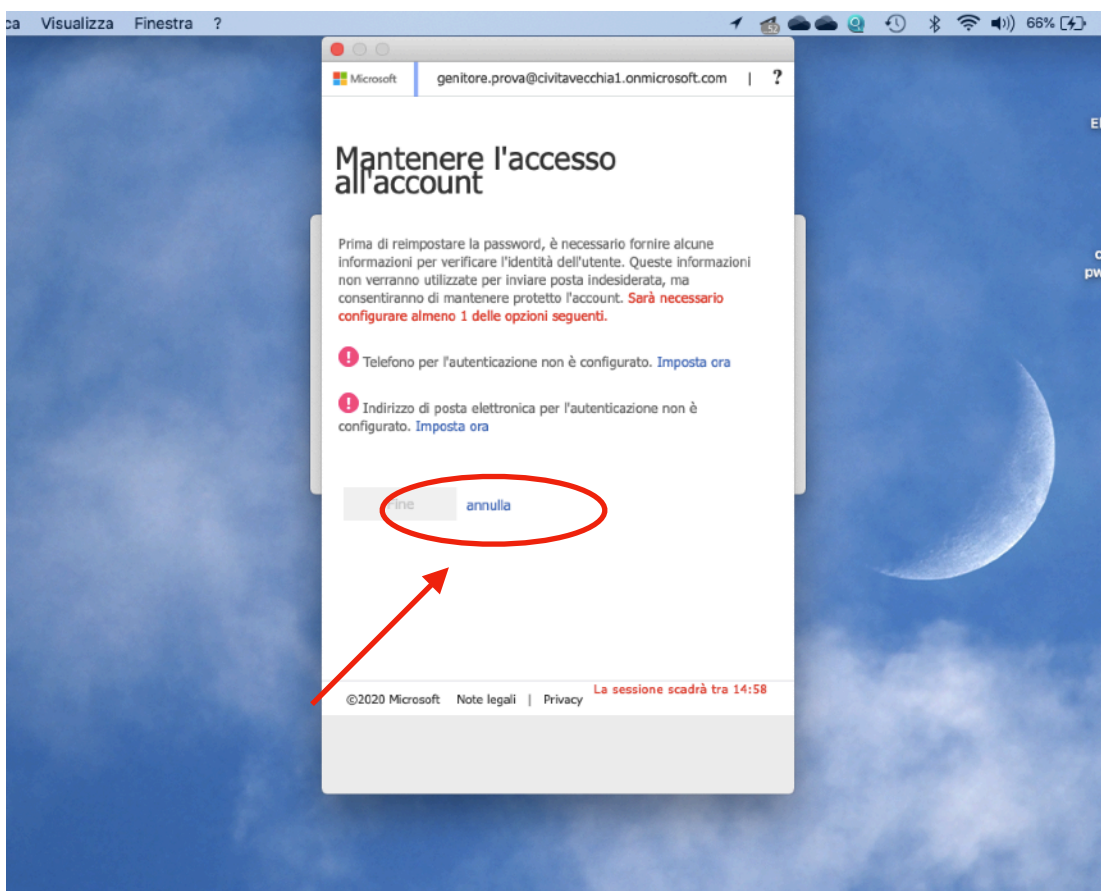 ca Visualizza Finestra ? 66%
Microsoft genitore.prova@civitavecchia1.onmicrosoft.com | ?
El
Mantenere l'accesso
all'account
Prima di reimpostare la password, è necessario fornire alcune
informazioni per verificare l'identità dell'utente. Queste informazioni
non verranno utilizzate per inviare posta indesiderata, ma
consentiranno di mantenere protetto l'account. Sarà necessario
configurare almeno 1 delle opzioni seguenti.
pw
! Telefono per l'autenticazione non è configurato. Imposta ora
! Indirizzo di posta elettronica per l'autenticazione non è
configurato. Imposta ora
Fine annulla
©2020 Microsoft Note legali | Privacy La sessione scadrà tra 14:58